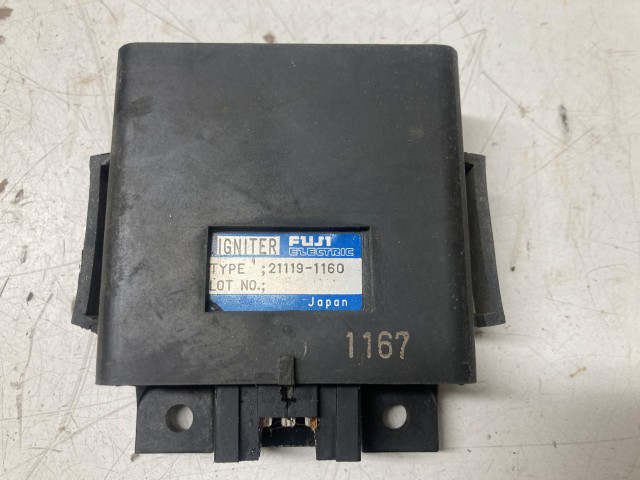 IGNITER FUJI ELECTRIC
TYPE ;21119-1160
LOT NO.;
Japan
1167